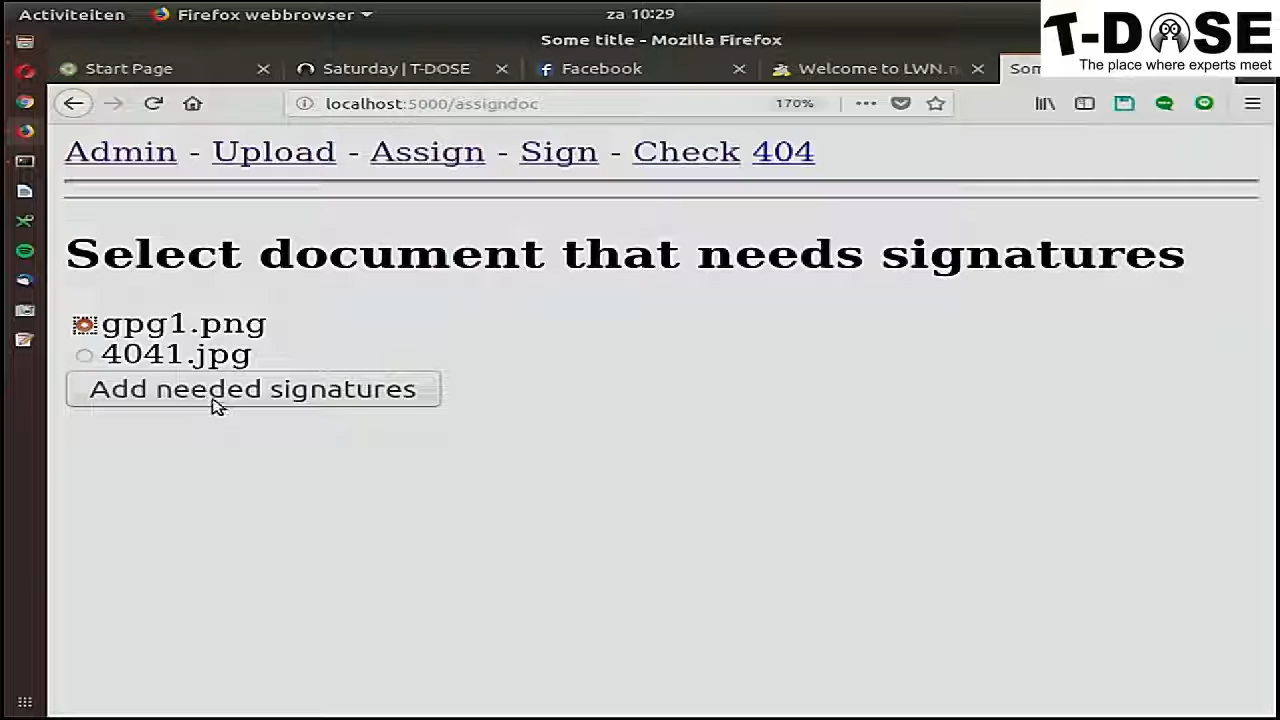 Activiteiten Firefox webbrowser za 10:29
T-DOSE
The place where experts meet
Some title - Mozilla Firefox
Start Page Saturday | T-DOSE Facebook Welcome to LWN.n
localhost:5000/assigndoc 170%
Admin - Upload - Assign - Sign - Check 404
Select document that needs signatures
gpg1.png
4041.jpg
Add needed signatures